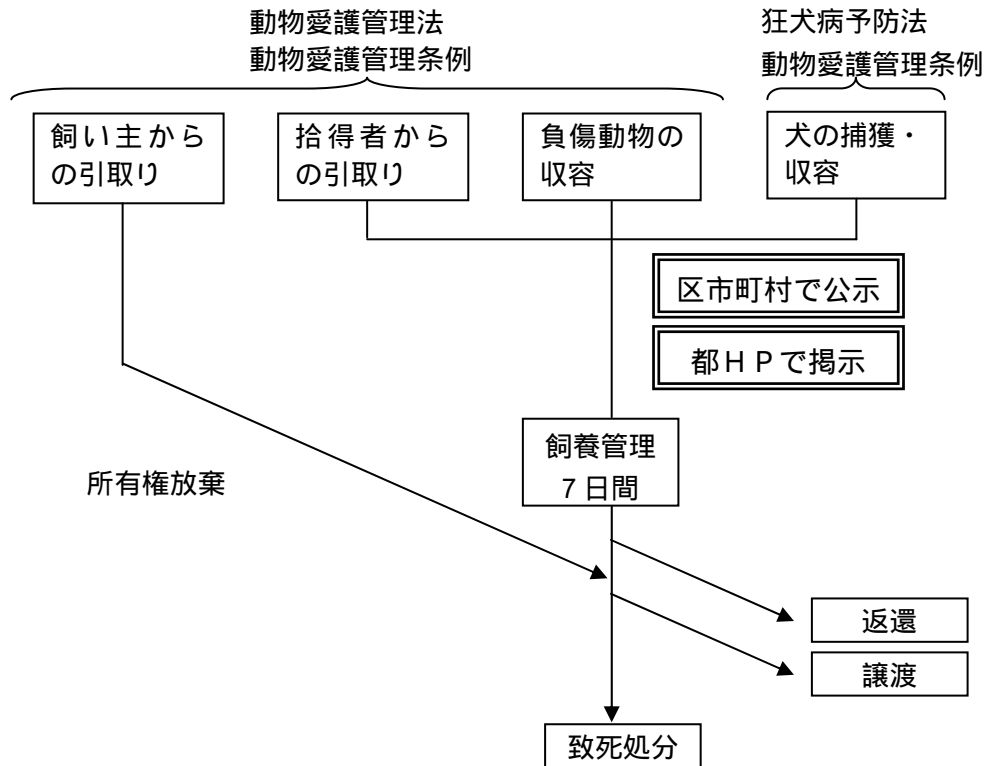 動物愛護管理法
動物愛護管理条例
狂犬病予防法
動物愛護管理条例
飼い主から
の引取り
拾得者から
の引取り
負傷動物の
収容
犬の捕獲・
収容
区市町村で公示
都ＨＰで掲示
飼養管理
７日間
所有権放棄
返還
譲渡
致死処分